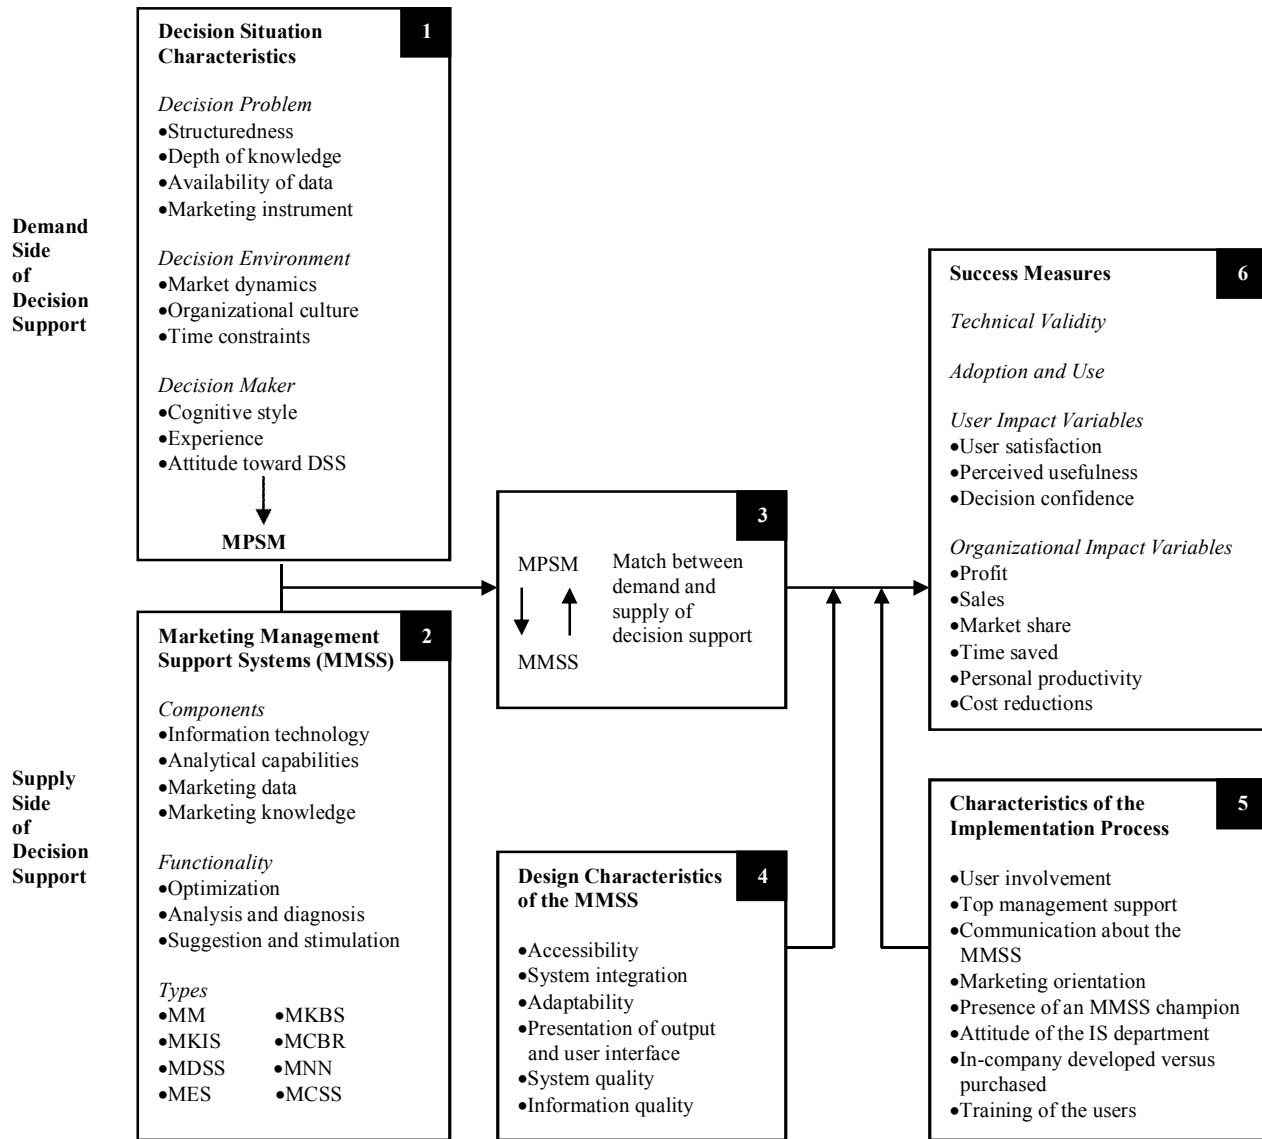 Demand
Side
of
Decision
Support
Decision Situation
Characteristics
1
Decision Problem
•Structuredness
•Depth of knowledge
•Availability of data
•Marketing instrument
Decision Environment
•Market dynamics
•Organizational culture
•Time constraints
Decision Maker
•Cognitive style
•Experience
•Attitude toward DSS
MPSM
Supply
Side
of
Decision
Support
Marketing Management
Support Systems (MMSS)
2
Components
•Information technology
•Analytical capabilities
•Marketing data
•Marketing knowledge
Functionality
•Optimization
•Analysis and diagnosis
•Suggestion and stimulation
Types
•MM •MKBS
•MKIS •MCBR
•MDSS •MNN
•MES •MCSS
3
MPSM
MMSS
Match between
demand and
supply of
decision support
Design Characteristics
of the MMSS
4
•Accessibility
•System integration
•Adaptability
•Presentation of output
and user interface
•System quality
•Information quality
Characteristics of the
Implementation Process
5
•User involvement
•Top management support
•Communication about the
MMSS
•Marketing orientation
•Presence of an MMSS champion
•Attitude of the IS department
•In-company developed versus
purchased
•Training of the users
Success Measures
6
Technical Validity
Adoption and Use
User Impact Variables
•User satisfaction
•Perceived usefulness
•Decision confidence
Organizational Impact Variables
•Profit
•Sales
•Market share
•Time saved
•Personal productivity
•Cost reductions